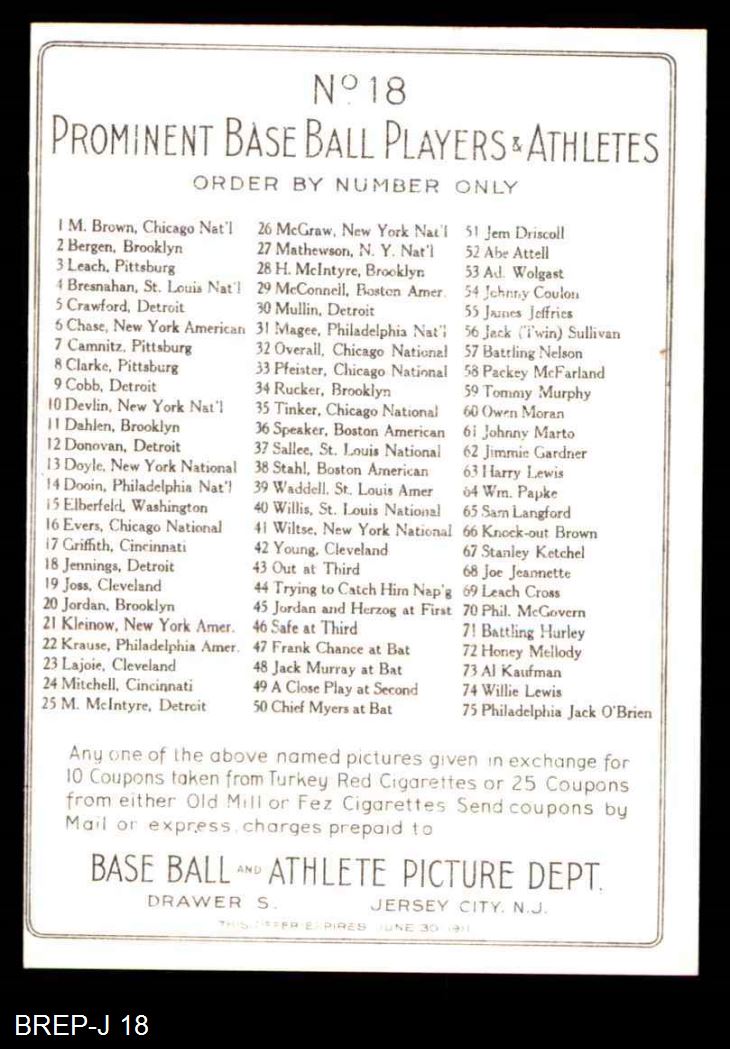 No 18
PROMINENT BASE BALL PLAYERS & ATHLETES
ORDER BY NUMBER ONLY
1 M. Brown, Chicago Nat'l
2 Bergen, Brooklyn
3 Leach, Pittsburg
4 Bresnahan, St. Louis Nat'l
5 Crawford, Detroit
6 Chase, New York American
7 Camnitz, Pittsburg
8 Clarke, Pittsburg
9 Cobb, Detroit
10 Devlin, New York Nat'l
11 Dahlen, Brooklyn
12 Donovan, Detroit
13 Doyle, New York National
14 Dooin, Philadelphia Nat'l
15 Elberfeld, Washington
16 Evers, Chicago National
17 Griffith, Cincinnati
18 Jennings, Detroit
19 Joss, Cleveland
20 Jordan, Brooklyn
21 Kleinow, New York Amer.
22 Krause, Philadelphia Amer.
23 Lajoie, Cleveland
24 Mitchell, Cincinnati
25 M. McIntyre, Detroit
26 McGraw, New York Nat'l
27 Mathewson, N. Y. Nat'l
28 H. McIntyre, Brooklyn
29 McConnell, Boston Amer.
30 Mullin, Detroit
31 Magee, Philadelphia Nat'l
32 Overall, Chicago National
33 Pfeister, Chicago National
34 Rucker, Brooklyn
35 Tinker, Chicago National
36 Speaker, Boston American
37 Sallee, St. Louis National
38 Stahl, Boston American
39 Waddell, St. Louis Amer
40 Willis, St. Louis National
41 Wiltse, New York National
42 Young, Cleveland
43 Out at Third
44 Trying to Catch Him Nap'g
45 Jordan and Herzog at First
46 Safe at Third
47 Frank Chance at Bat
48 Jack Murray at Bat
49 A Close Play at Second
50 Chief Myers at Bat
51 Jem Driscoll
52 Abe Attell
53 Ad. Wolgast
54 Johnny Coulon
55 James Jeffries
56 Jack (Twin) Sullivan
57 Battling Nelson
58 Packey McFarland
59 Tommy Murphy
60 Owen Moran
61 Johnny Marto
62 Jimmie Gardner
63 Harry Lewis
64 Wm. Papke
65 Sam Langford
66 Knock-out Brown
67 Stanley Ketchel
68 Joe Jeannette
69 Leach Cross
70 Phil. McGovern
71 Battling Hurley
72 Honey Mellody
73 Al Kaufman
74 Willie Lewis
75 Philadelphia Jack O'Brien
Any one of the above named pictures given in exchange for
10 Coupons taken from Turkey Red Cigarettes or 25 Coupons
from either Old Mill or Fez Cigarettes Send coupons by
Mail or express, charges prepaid to
BASE BALL AND ATHLETE PICTURE DEPT.
DRAWER S. JERSEY CITY. N.J.
THIS OFFER EXPIRES JUNE 30 1911
BREP-J 18